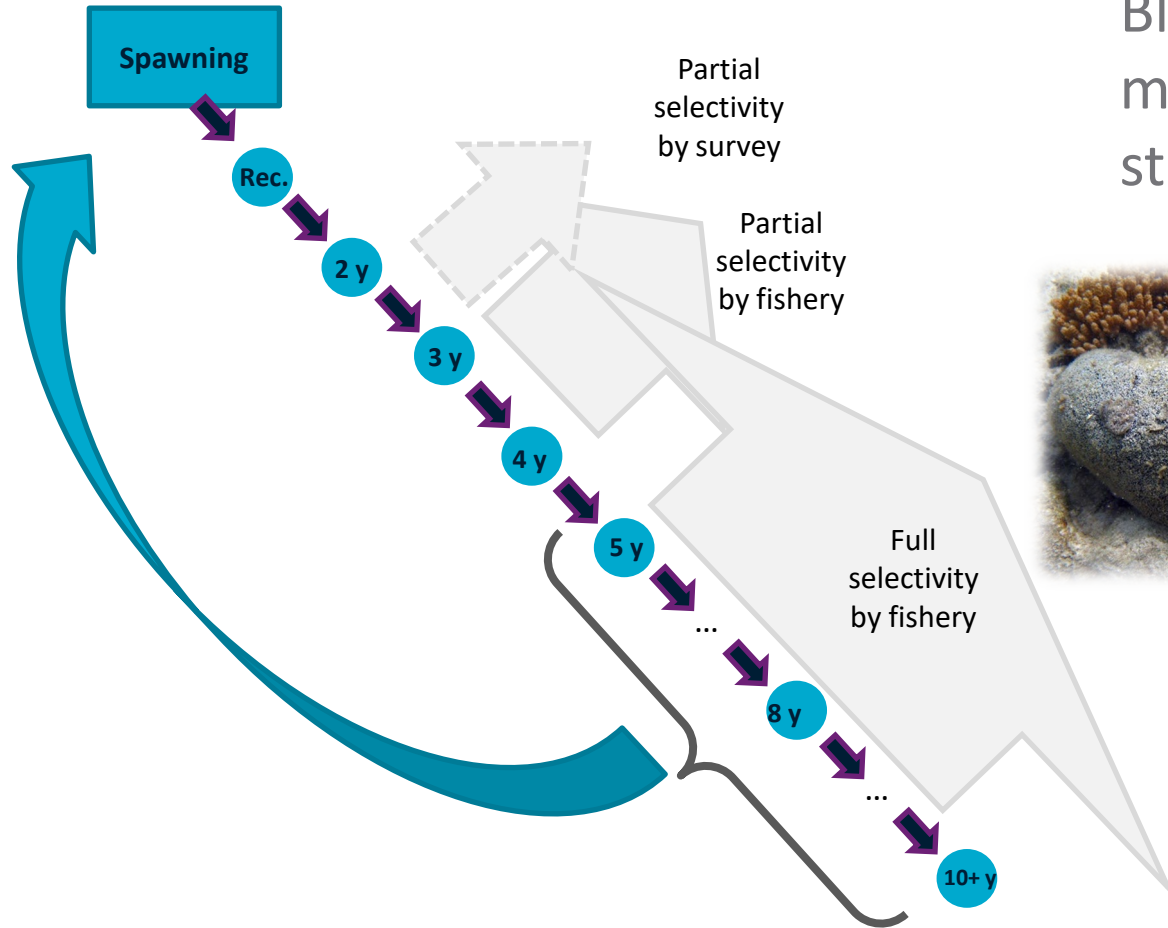 Spawning
Rec.
2 y
3 y
4 y
5 y
...
8 y
...
10+ y
Partial
selectivity
by survey
Partial
selectivity
by fishery
Full
selectivity
by fishery